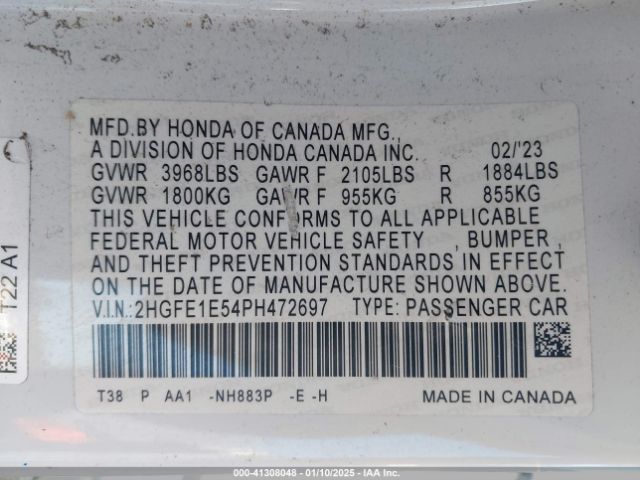 MFD.BY HONDA OF CANADA MFG.,
A DIVISION OF HONDA CANADA INC. 02/'23
GVWR 3968LBS GAWR F 2105LBS R 1884LBS
GVWR 1800KG GAWR F 955KG R 855KG
THIS VEHICLE CONFORMS TO ALL APPLICABLE
FEDERAL MOTOR VEHICLE SAFETY , BUMPER ,
AND THEFT PREVENTION STANDARDS IN EFFECT
ON THE DATE OF MANUFACTURE SHOWN ABOVE.
V.I.N.:2HGFE1E54PH472697 TYPE: PASSENGER CAR
T38 P AA1 -NH883P -E -H
MADE IN CANADA
T22 A1
000-41308048 - 01/10/2025 - IAA Inc.